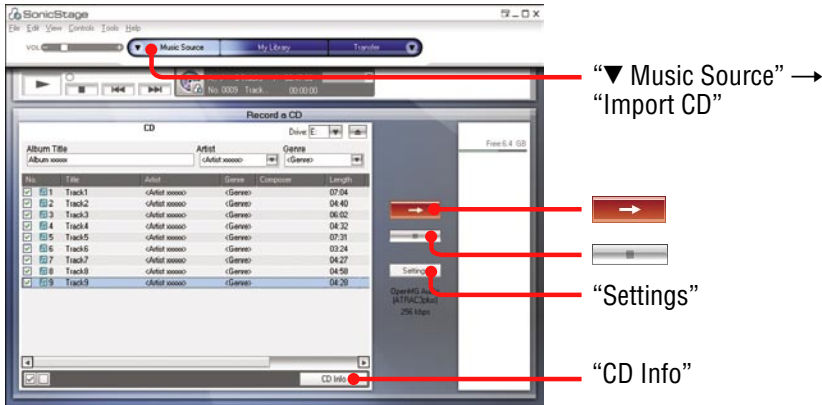 SonicStage
File Edit View Controls Tools Help
VOL
▼ Music Source My Library Transfer ▼
“▼ Music Source” →
“Import CD”
No. 0009 Track... 00:00:00
Record a CD
CD Drive: E:
Free:6.4 GB
Album Title Artist Genre
Album xxxxx <Artist xxxxx> <Genre>
No. Title Artist Genre Composer Length
1 Track1 <Artist xxxxx> <Genre> 07:04
2 Track2 <Artist xxxxx> <Genre> 04:40
3 Track3 <Artist xxxxx> <Genre> 06:02
4 Track4 <Artist xxxxx> <Genre> 04:32
5 Track5 <Artist xxxxx> <Genre> 07:31
6 Track6 <Artist xxxxx> <Genre> 03:24
7 Track7 <Artist xxxxx> <Genre> 04:27
8 Track8 <Artist xxxxx> <Genre> 04:58
9 Track9 <Artist xxxxx> <Genre> 04:28
→
→
Settings
“Settings”
OpenMG Audio
(ATRAC3plus)
256 kbps
CD Info
“CD Info”